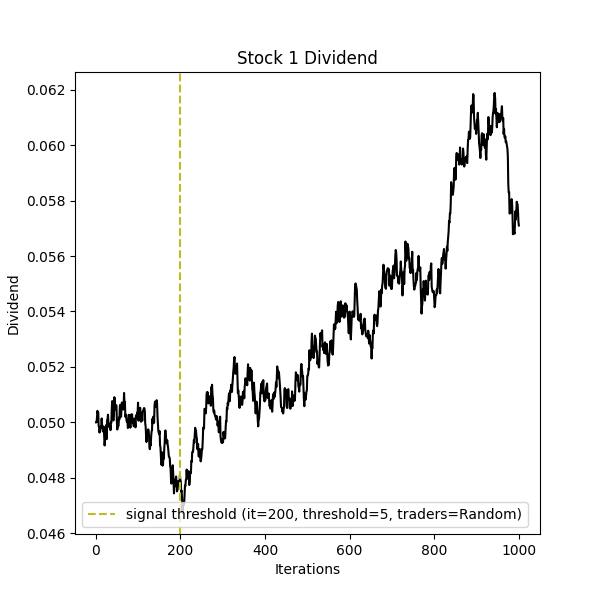 Stock 1 Dividend
0.062
0.060
0.058
0.056
0.054
0.052
0.050
0.048
0.046
Dividend
signal threshold (it=200, threshold=5, traders=Random)
0 200 400 600 800 1000
Iterations